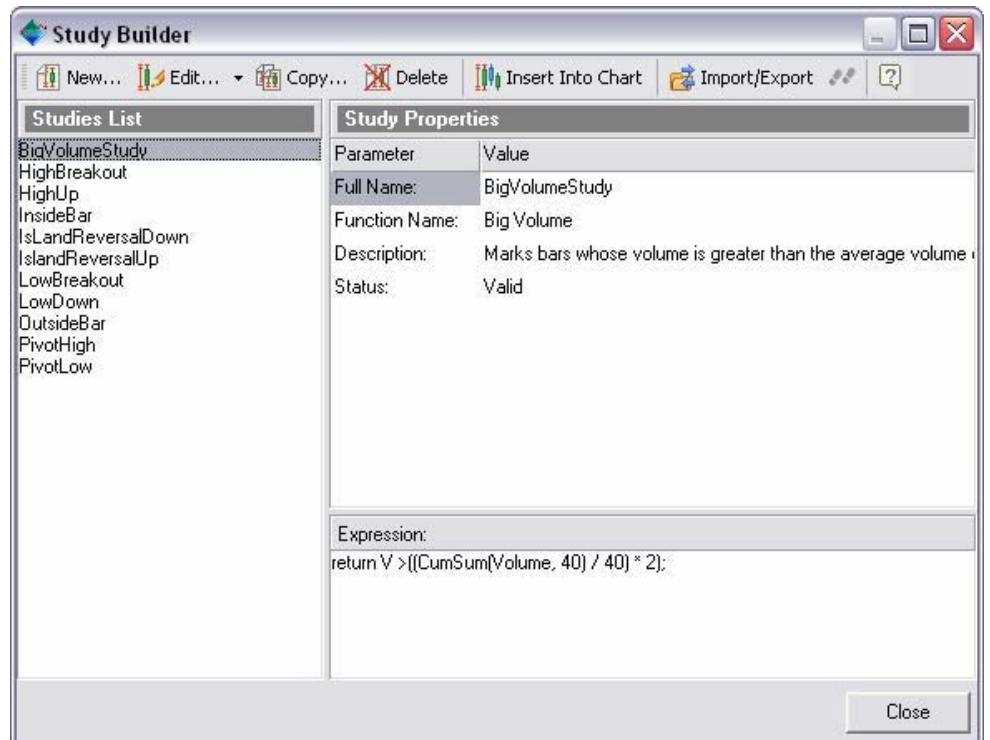 Study Builder
New... Edit... Copy... Delete Insert Into Chart Import/Export
Studies List
BigVolumeStudy
HighBreakout
HighUp
InsideBar
IsLandReversalDown
IslandReversalUp
LowBreakout
LowDown
OutsideBar
PivotHigh
PivotLow
Study Properties
Parameter Value
Full Name: BigVolumeStudy
Function Name: Big Volume
Description: Marks bars whose volume is greater than the average volume
Status: Valid
Expression:
return V >((CumSum(Volume, 40) / 40) * 2);
Close